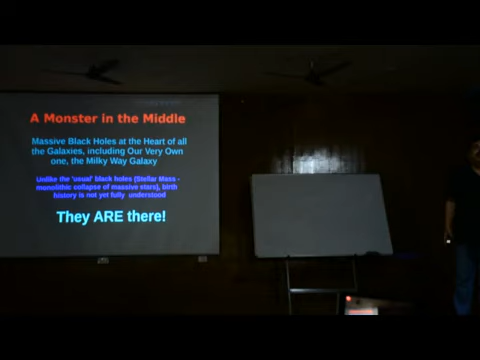 A Monster in the Middle
Massive Black Holes at the Heart of all
the Galaxies, including Our Very Own
one, the Milky Way Galaxy
Unlike the 'usual' black holes (Stellar Mass -
monolithic collapse of massive stars), birth
history is not yet fully understood
They ARE there!